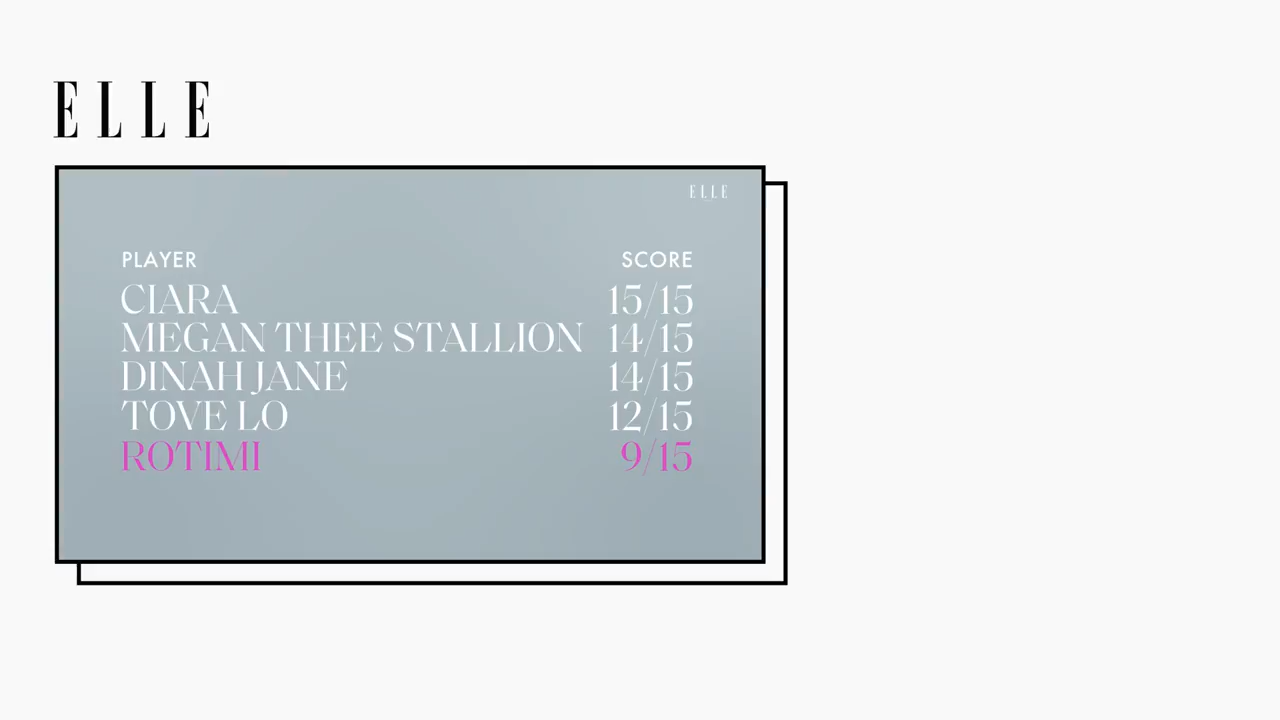 ELLE
ELLE
PLAYER SCORE
CIARA 15/15
MEGAN THEE STALLION 14/15
DINAH JANE 14/15
TOVE LO 12/15
ROTIMI 9/15